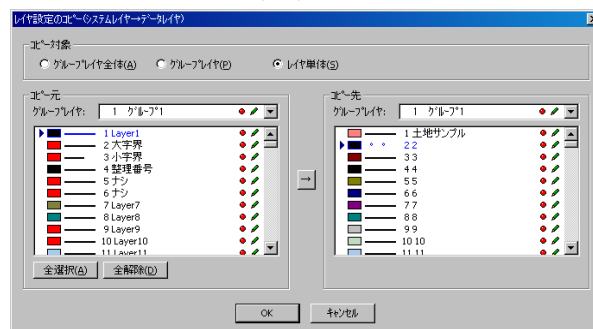 レイヤ設定のコピー(システムレイヤ→データレイヤ)
コピー対象
グループレイヤ全体(A) グループレイヤ(P) レイヤ単体(S)
コピー元
グループレイヤ: 1 グループ1
1 Layer1
2 大字界
3 小字界
4 整理番号
5 ナシ
6 ナシ
7 Layer7
8 Layer8
9 Layer9
10 Layer10
11 Layer11
全選択(A) 全解除(D)
→
コピー先
グループレイヤ: 1 グループ1
1 土地サンプル
2 2
3 3
4 4
5 5
6 6
7 7
8 8
9 9
10 10
11 11
OK キャンセル